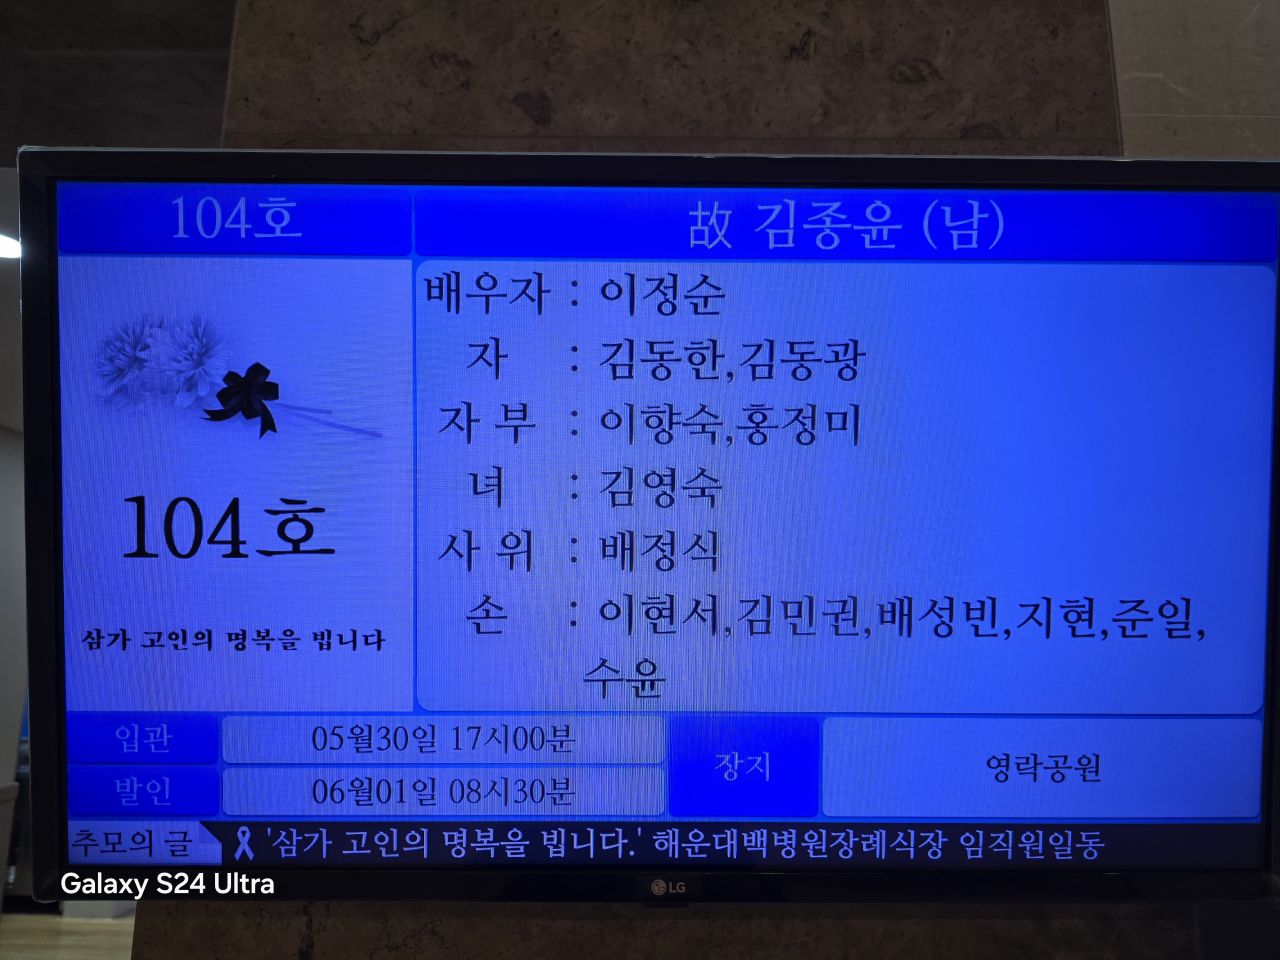 104호
故 김종윤 (남)
104호
삼가 고인의 명복을 빕니다
배우자 : 이정순
자 : 김동한,김동광
자 부 : 이향숙,홍정미
녀 : 김영숙
사 위 : 배정식
손 : 이현서,김민권,배성빈,지현,준일,
수윤
입관 05월30일 17시00분
발인 06월01일 08시30분
장지 영락공원
추모의 글 '삼가 고인의 명복을 빕니다.' 해운대백병원장례식장 임직원일동
LG
Galaxy S24 Ultra